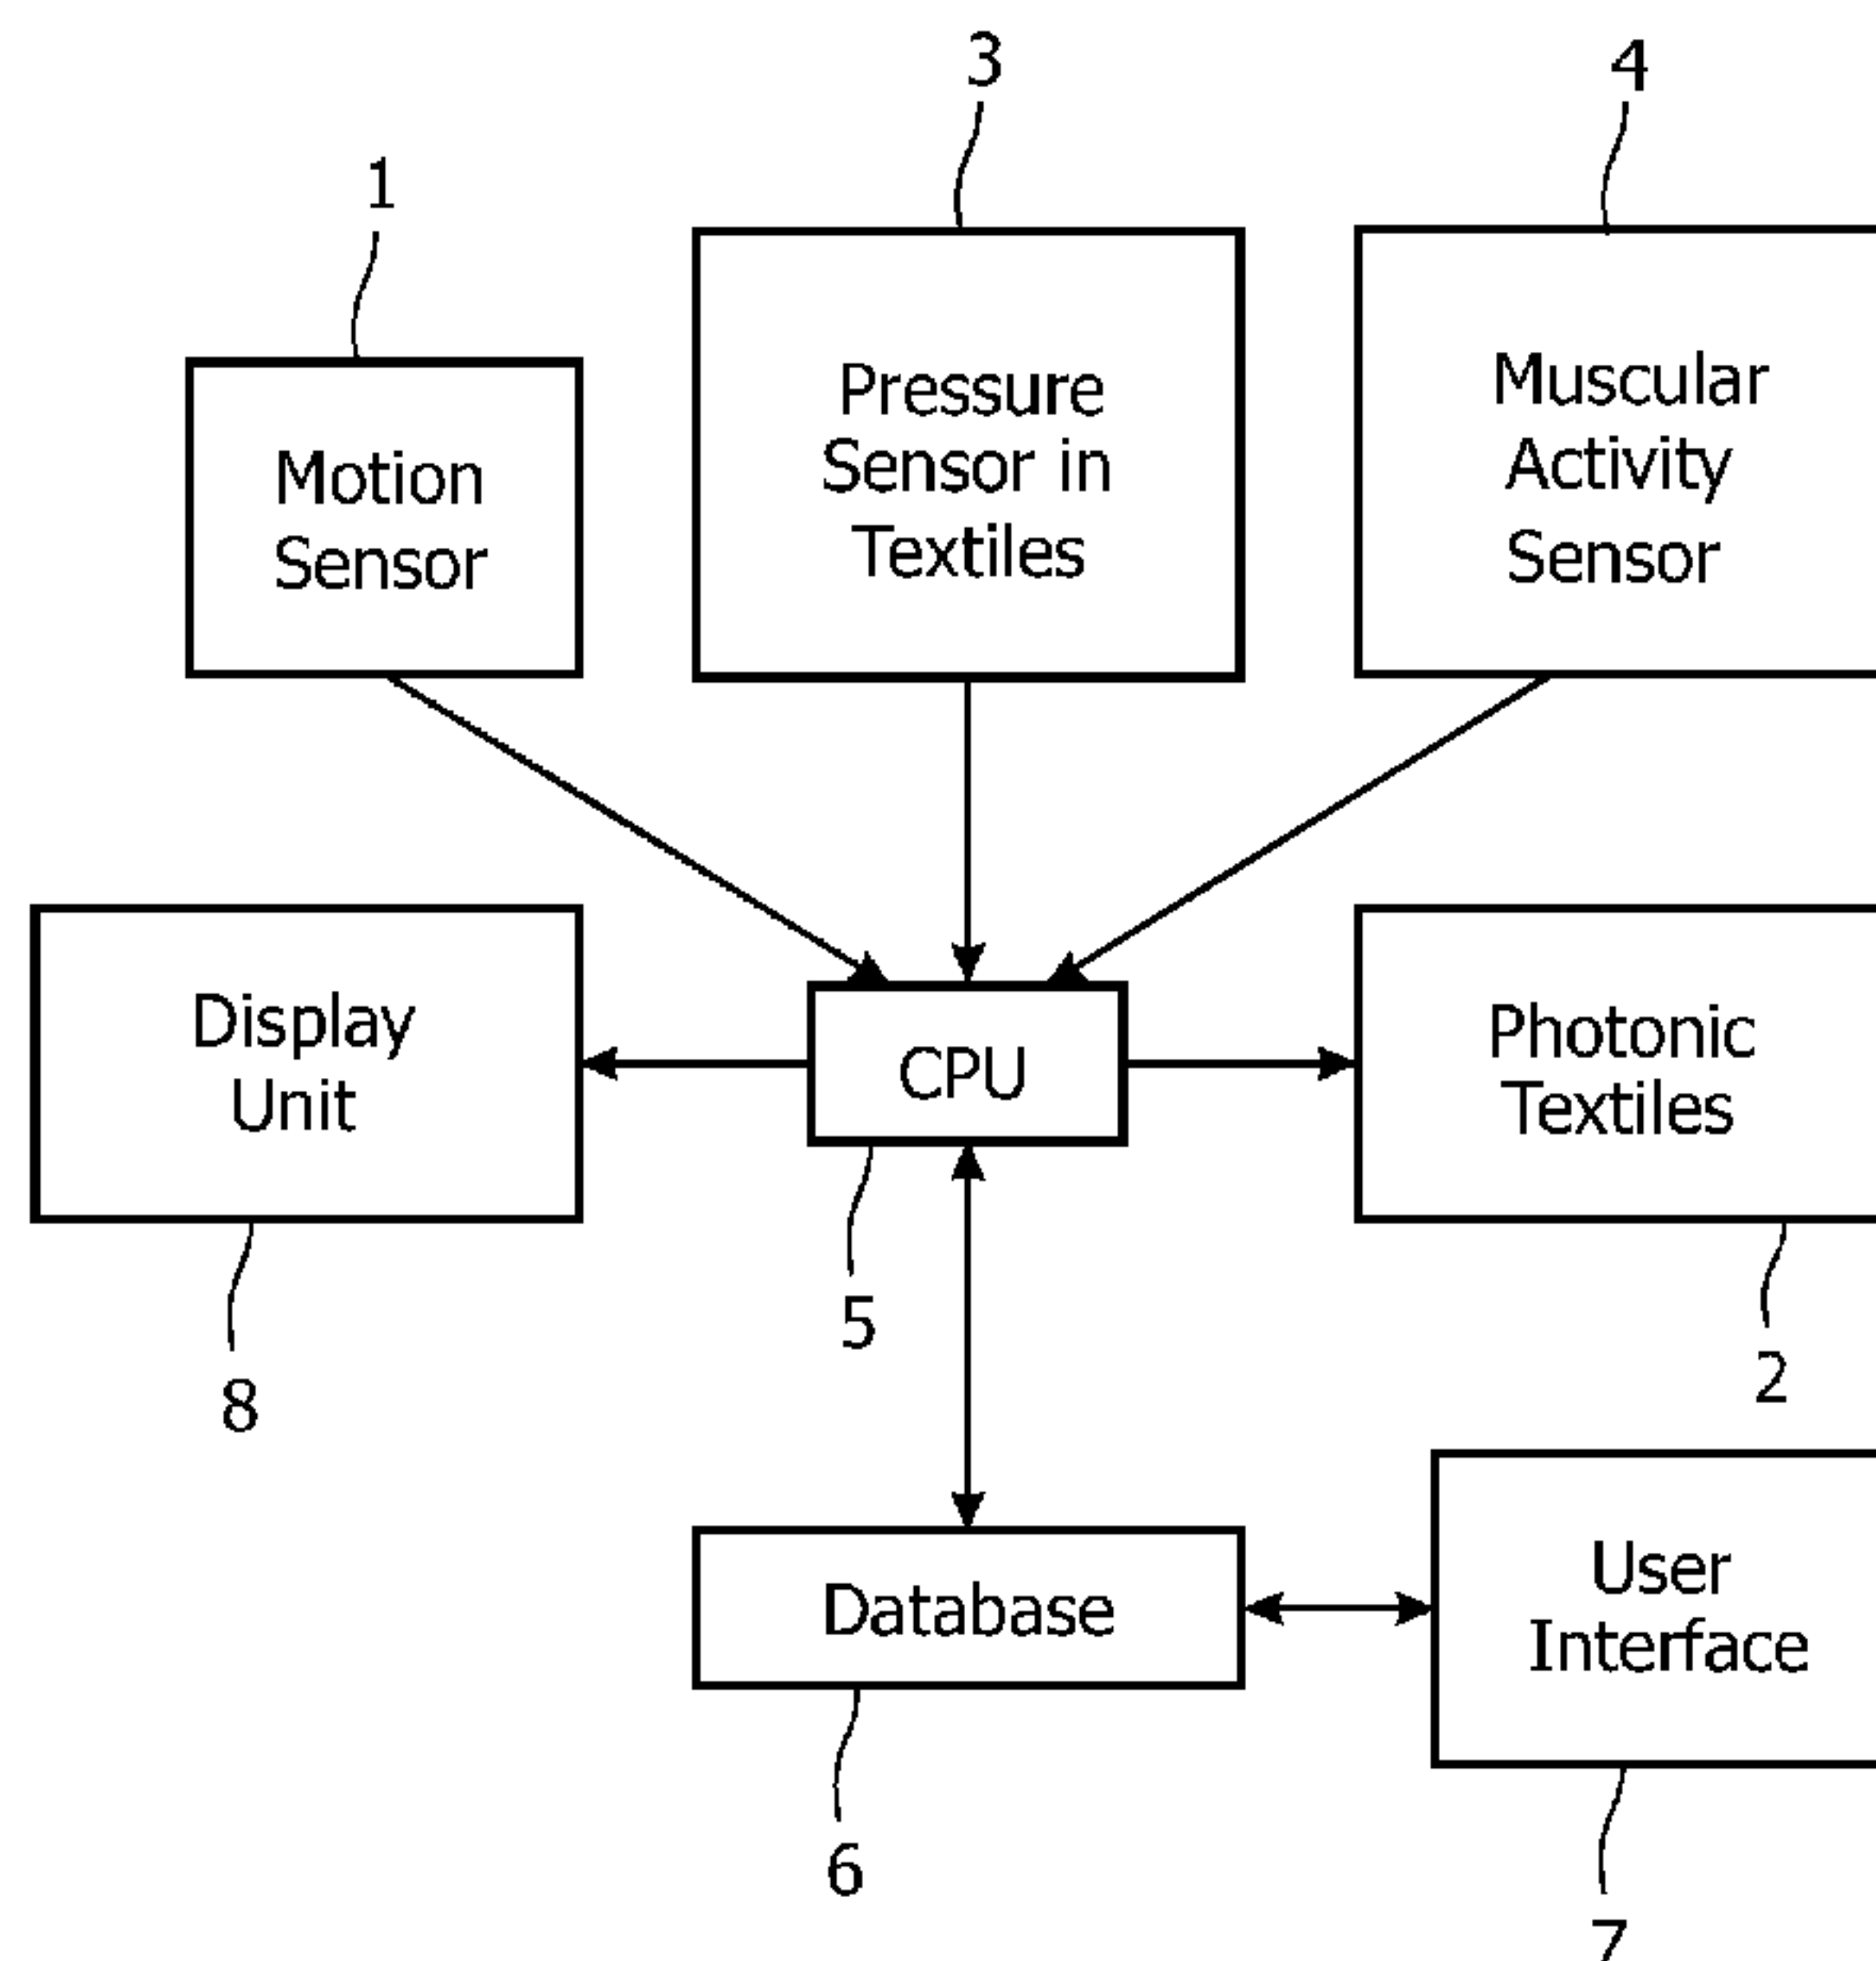 3
4
1
Pressure
Sensor in
Textiles
Muscular
Activity
Sensor
Motion
Sensor
Display
Unit
CPU
Photonic
Textiles
5
8
2
Database
User
Interface
6
7